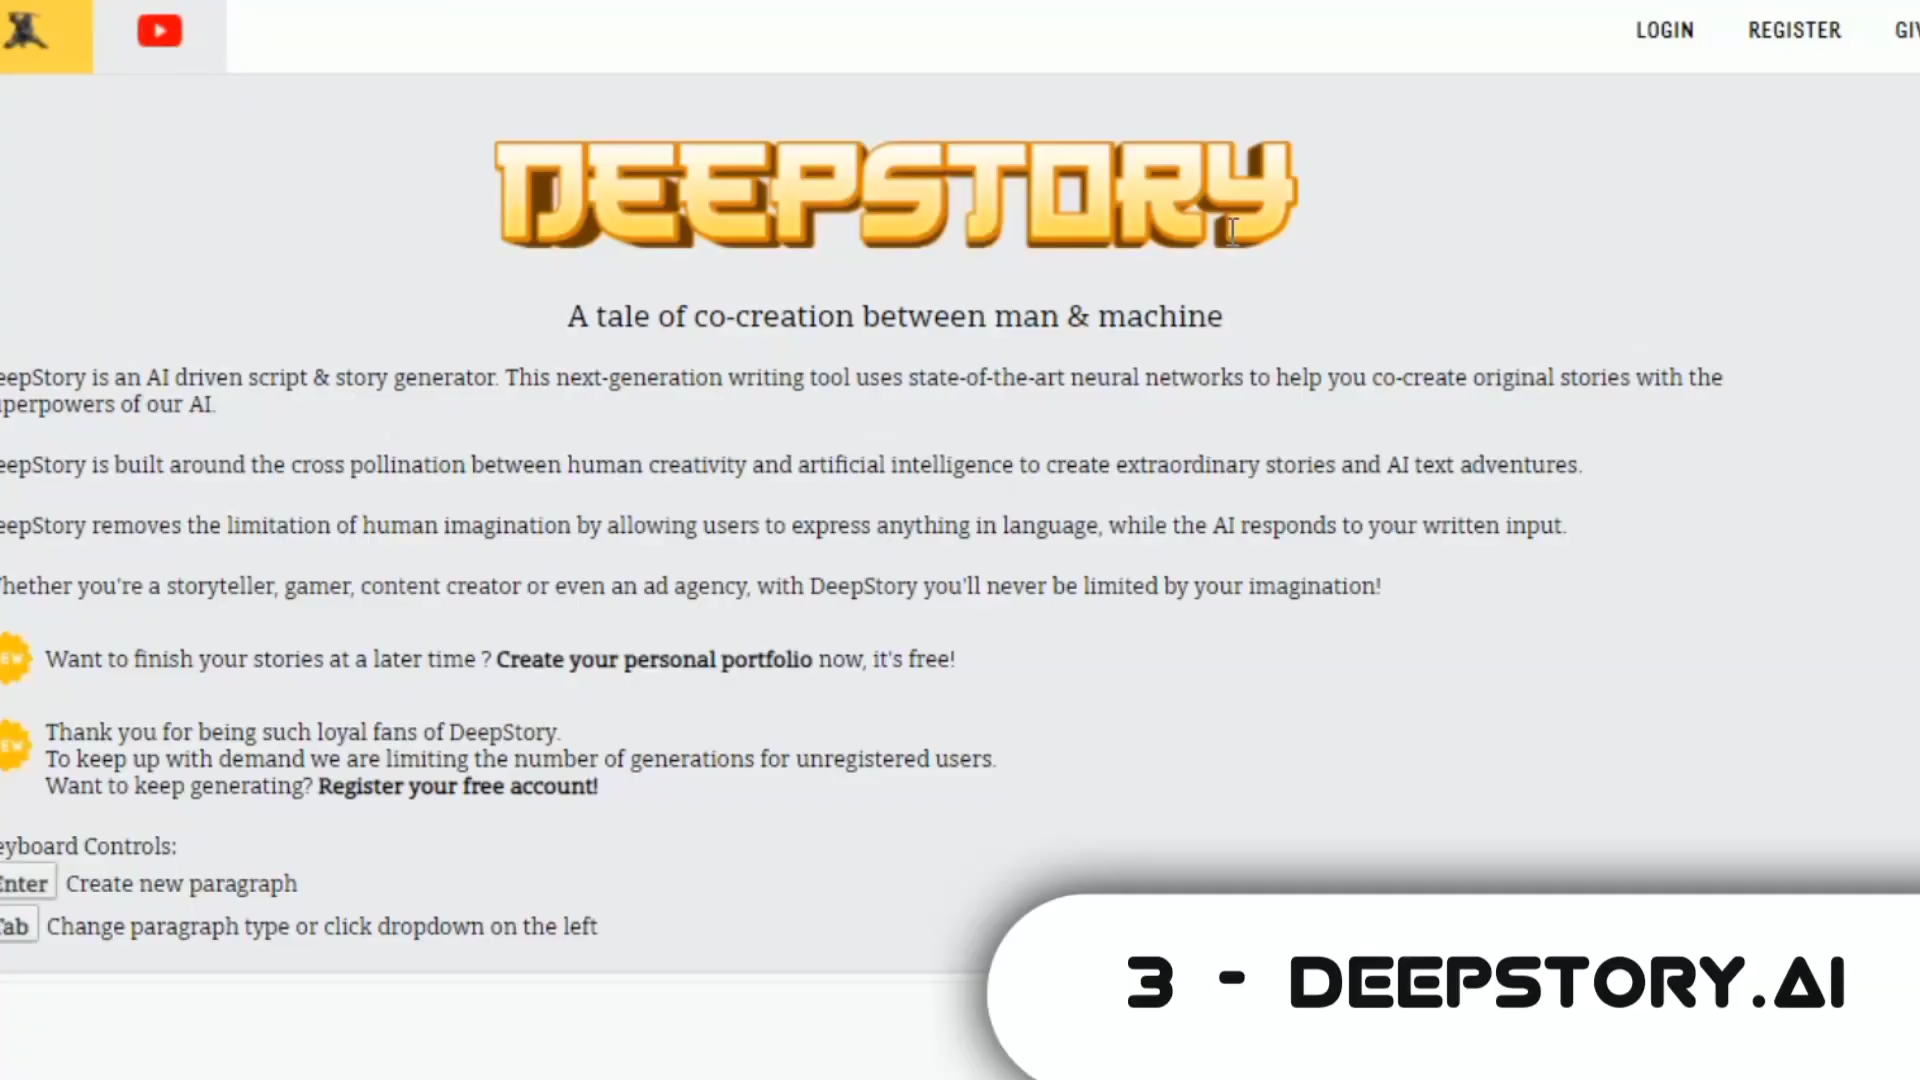 LOGIN REGISTER GIV
DEEPSTORY
A tale of co-creation between man & machine
eepStory is an AI driven script & story generator. This next-generation writing tool uses state-of-the-art neural networks to help you co-create original stories with the
perpowers of our AI.
eepStory is built around the cross pollination between human creativity and artificial intelligence to create extraordinary stories and AI text adventures.
eepStory removes the limitation of human imagination by allowing users to express anything in language, while the AI responds to your written input.
hether you're a storyteller, gamer, content creator or even an ad agency, with DeepStory you'll never be limited by your imagination!
EW Want to finish your stories at a later time ? Create your personal portfolio now, it's free!
Thank you for being such loyal fans of DeepStory.
EW To keep up with demand we are limiting the number of generations for unregistered users.
Want to keep generating? Register your free account!
eyboard Controls:
Enter Create new paragraph
Tab Change paragraph type or click dropdown on the left
3 - DEEPSTORY.AI